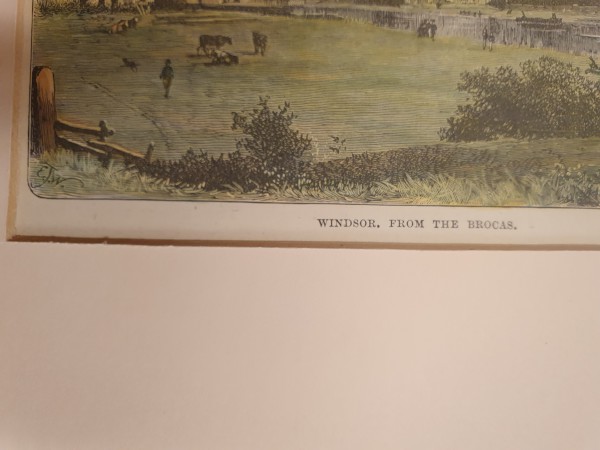 WINDSOR. FROM THE BROCAS.